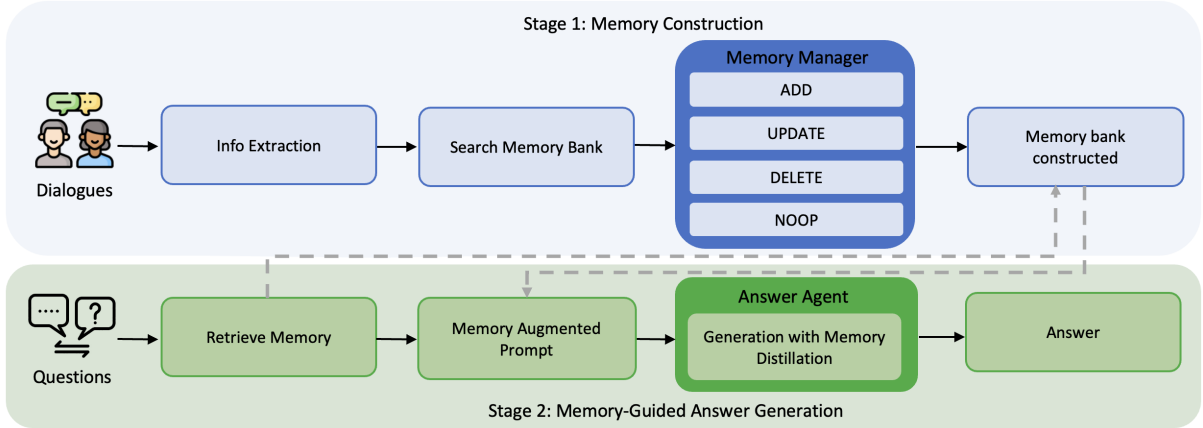 Stage 1: Memory Construction
Dialogues
Info Extraction
Search Memory Bank
Memory Manager
ADD
UPDATE
DELETE
NOOP
Memory bank
constructed
Questions
Retrieve Memory
Memory Augmented
Prompt
Answer Agent
Generation with Memory
Distillation
Answer
Stage 2: Memory-Guided Answer Generation